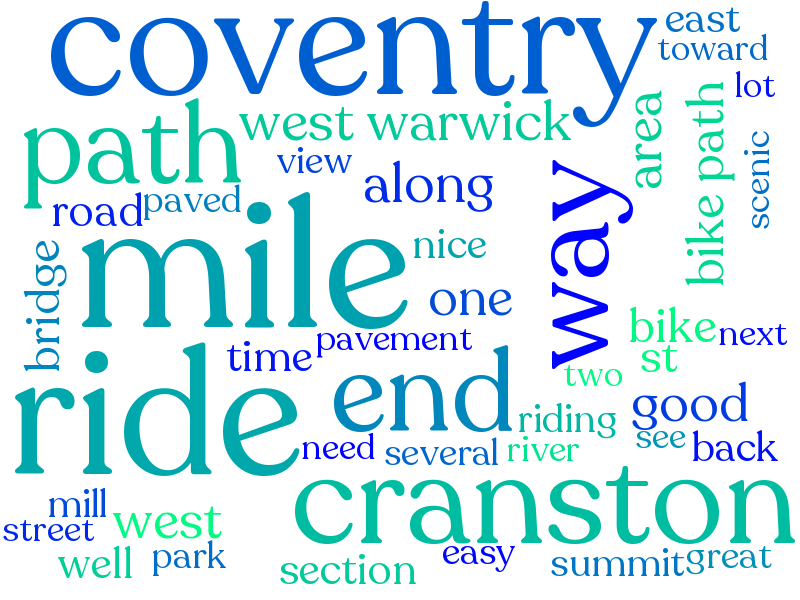 coventry
east
toward
lot
path
west warwick
area
bike path
view
along
scenic
road
paved
way
mile
nice
bridge
one
bike
next
pavement
time
st
two
ride
end
good
riding
see
back
need
several
river
mill
cranston
street
west
well
park
easy
section
summit
great